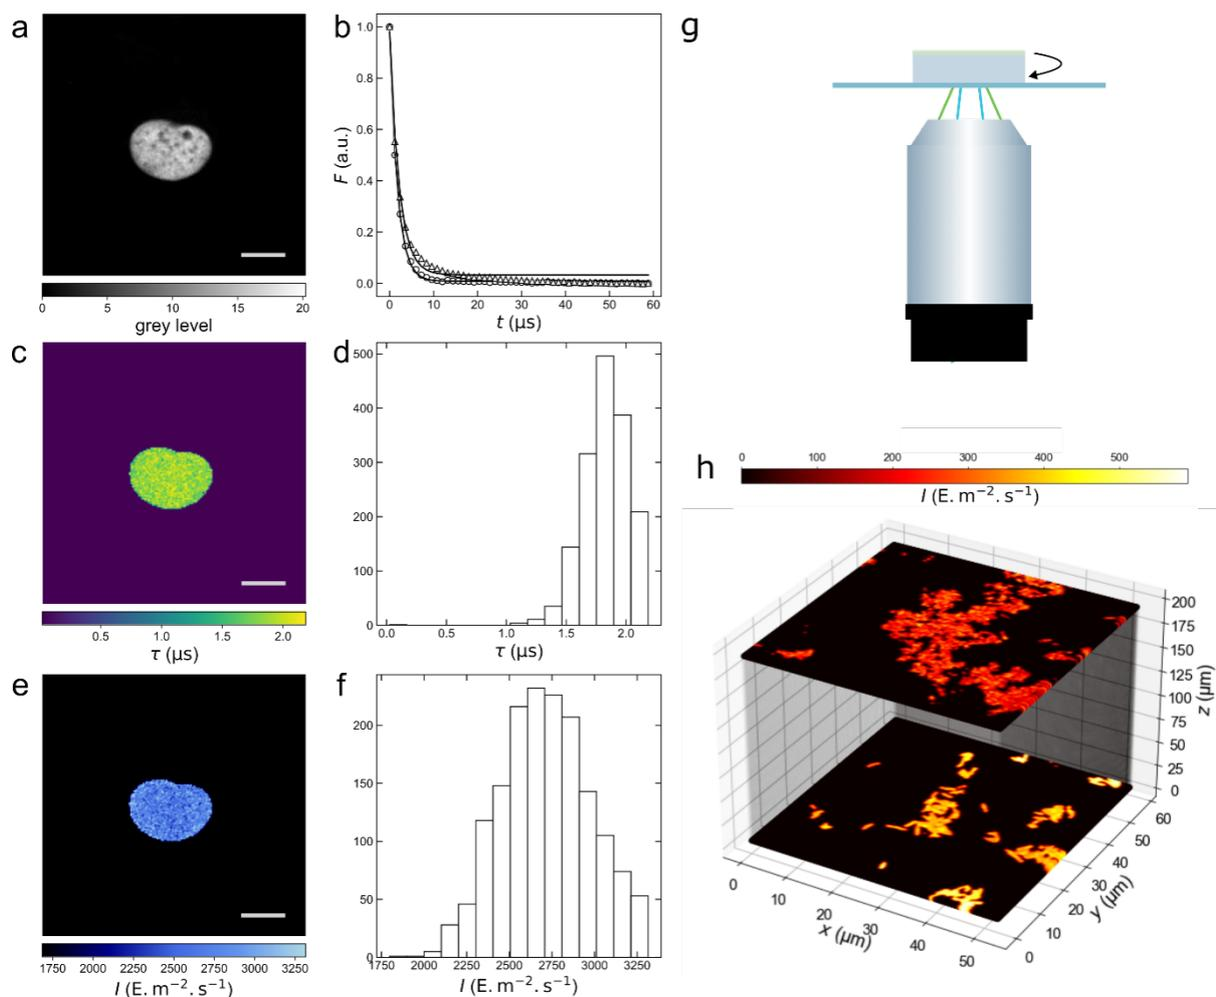 a
0 5 10 15 20
grey level
b
1.0
0.8
0.6
0.4
0.2
0.0
F (a.u.)
0 10 20 30 40 50 60
t (μs)
c
0.5 1.0 1.5 2.0
τ (μs)
d
500
400
300
200
100
0
0.0 0.5 1.0 1.5 2.0
τ (μs)
e
1750 2000 2250 2500 2750 3000 3250
I (E. m⁻². s⁻¹)
f
200
150
100
50
0
1750 2000 2250 2500 2750 3000 3250
I (E. m⁻². s⁻¹)
g
h
0 100 200 300 400 500
I (E. m⁻². s⁻¹)
200
175
150
125
100
75
50
25
0
z (μm)
60
50
40
30
20
10
0
y (μm)
0
10
20
30
40
50
x (μm)